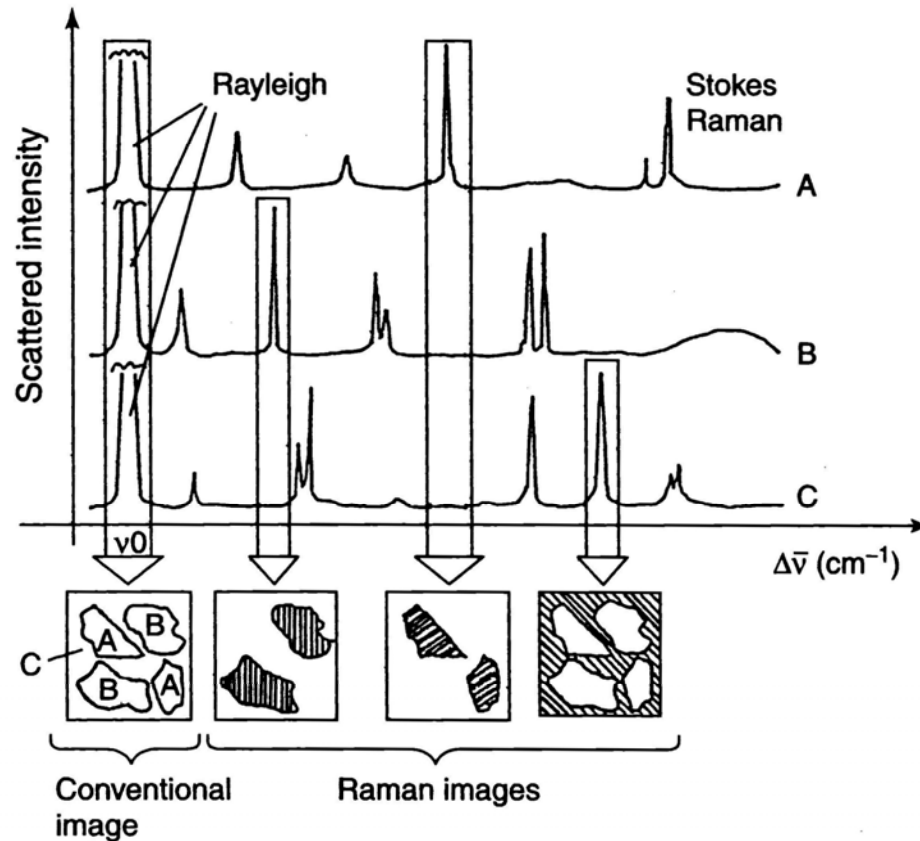 Scattered intensity
Rayleigh
Stokes
Raman
A
B
C
ν0
Δν̄ (cm⁻¹)
A
B
C
B
A
Conventional
image
Raman images